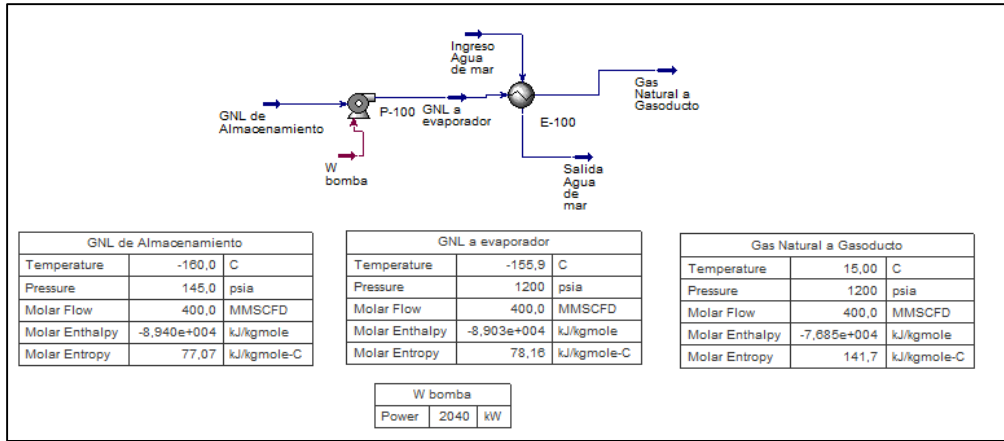 Ingreso
Agua
de mar
Gas
Natural a
Gasoducto
GNL de
Almacenamiento
P-100
GNL a
evaporador
E-100
W
bomba
Salida
Agua
de
mar
GNL de Almacenamiento
Temperature -160,0 C
Pressure 145,0 psia
Molar Flow 400,0 MMSCFD
Molar Enthalpy -8,940e+004 kJ/kgmole
Molar Entropy 77,07 kJ/kgmole-C
GNL a evaporador
Temperature -155,9 C
Pressure 1200 psia
Molar Flow 400,0 MMSCFD
Molar Enthalpy -8,903e+004 kJ/kgmole
Molar Entropy 78,16 kJ/kgmole-C
Gas Natural a Gasoducto
Temperature 15,00 C
Pressure 1200 psia
Molar Flow 400,0 MMSCFD
Molar Enthalpy -7,685e+004 kJ/kgmole
Molar Entropy 141,7 kJ/kgmole-C
W bomba
Power 2040 kW